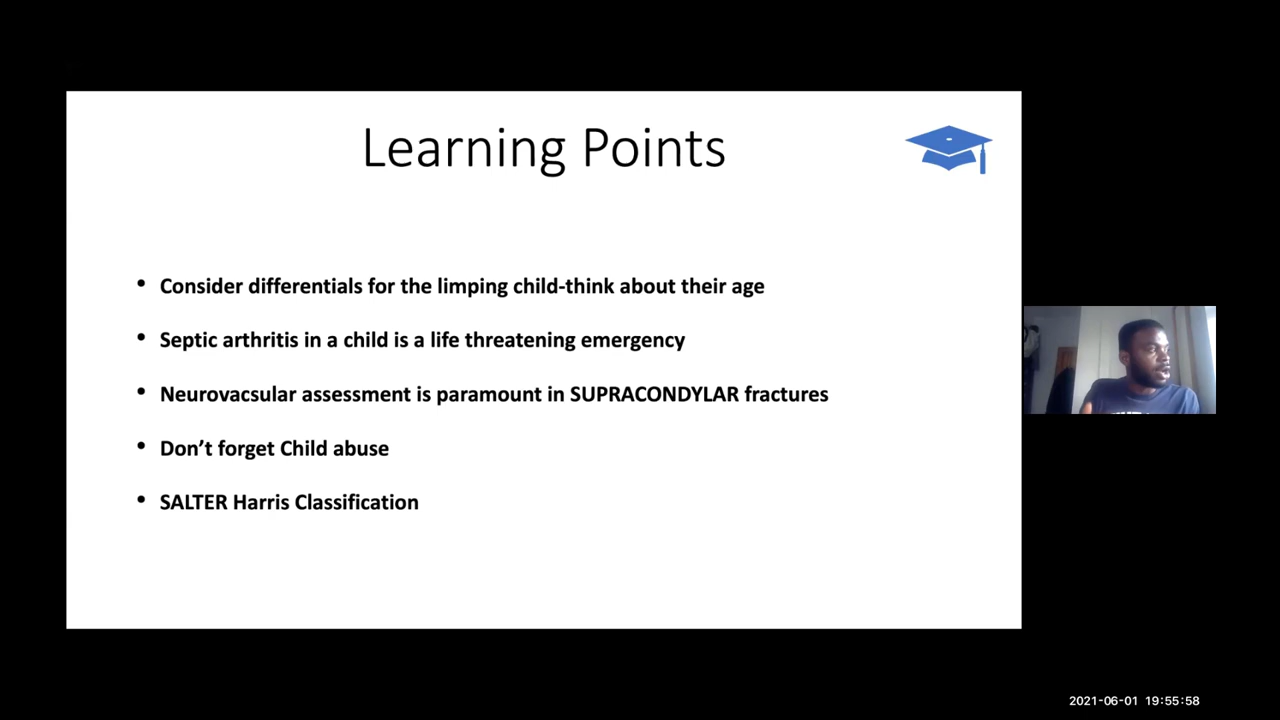 Learning Points
• Consider differentials for the limping child-think about their age
• Septic arthritis in a child is a life threatening emergency
• Neurovacsular assessment is paramount in SUPRACONDYLAR fractures
• Don’t forget Child abuse
• SALTER Harris Classification
2021-06-01 19:55:58